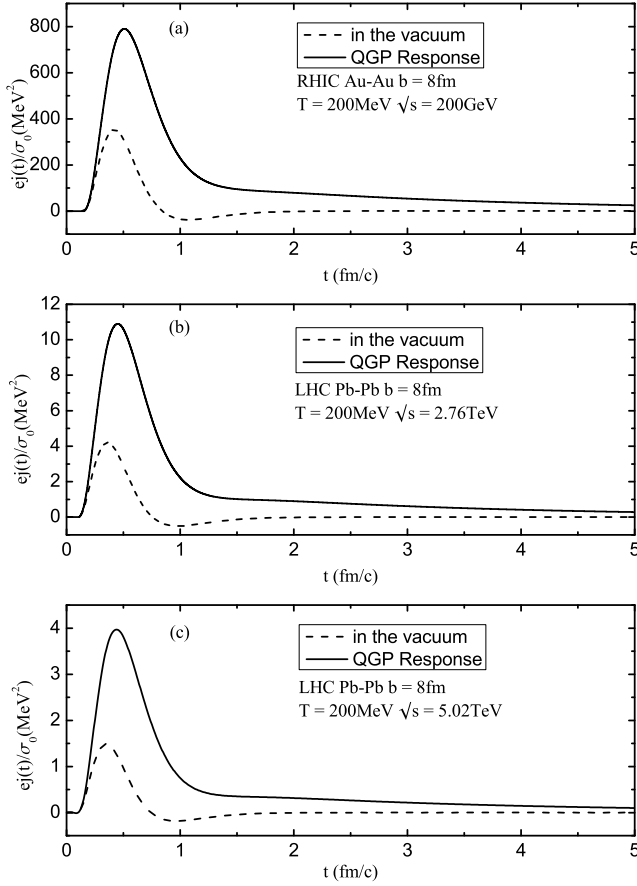 (a)
in the vacuum
QGP Response
RHIC Au-Au b = 8fm
T = 200MeV √s = 200GeV
ej(t)/σ₀(MeV²)
800
600
400
200
0
0 1 2 3 4 5
t (fm/c)
(b)
in the vacuum
QGP Response
LHC Pb-Pb b = 8fm
T = 200MeV √s = 2.76TeV
ej(t)/σ₀(MeV²)
12
10
8
6
4
2
0
0 1 2 3 4 5
t (fm/c)
(c)
in the vacuum
QGP Response
LHC Pb-Pb b = 8fm
T = 200MeV √s = 5.02TeV
ej(t)/σ₀(MeV²)
4
3
2
1
0
0 1 2 3 4 5
t (fm/c)